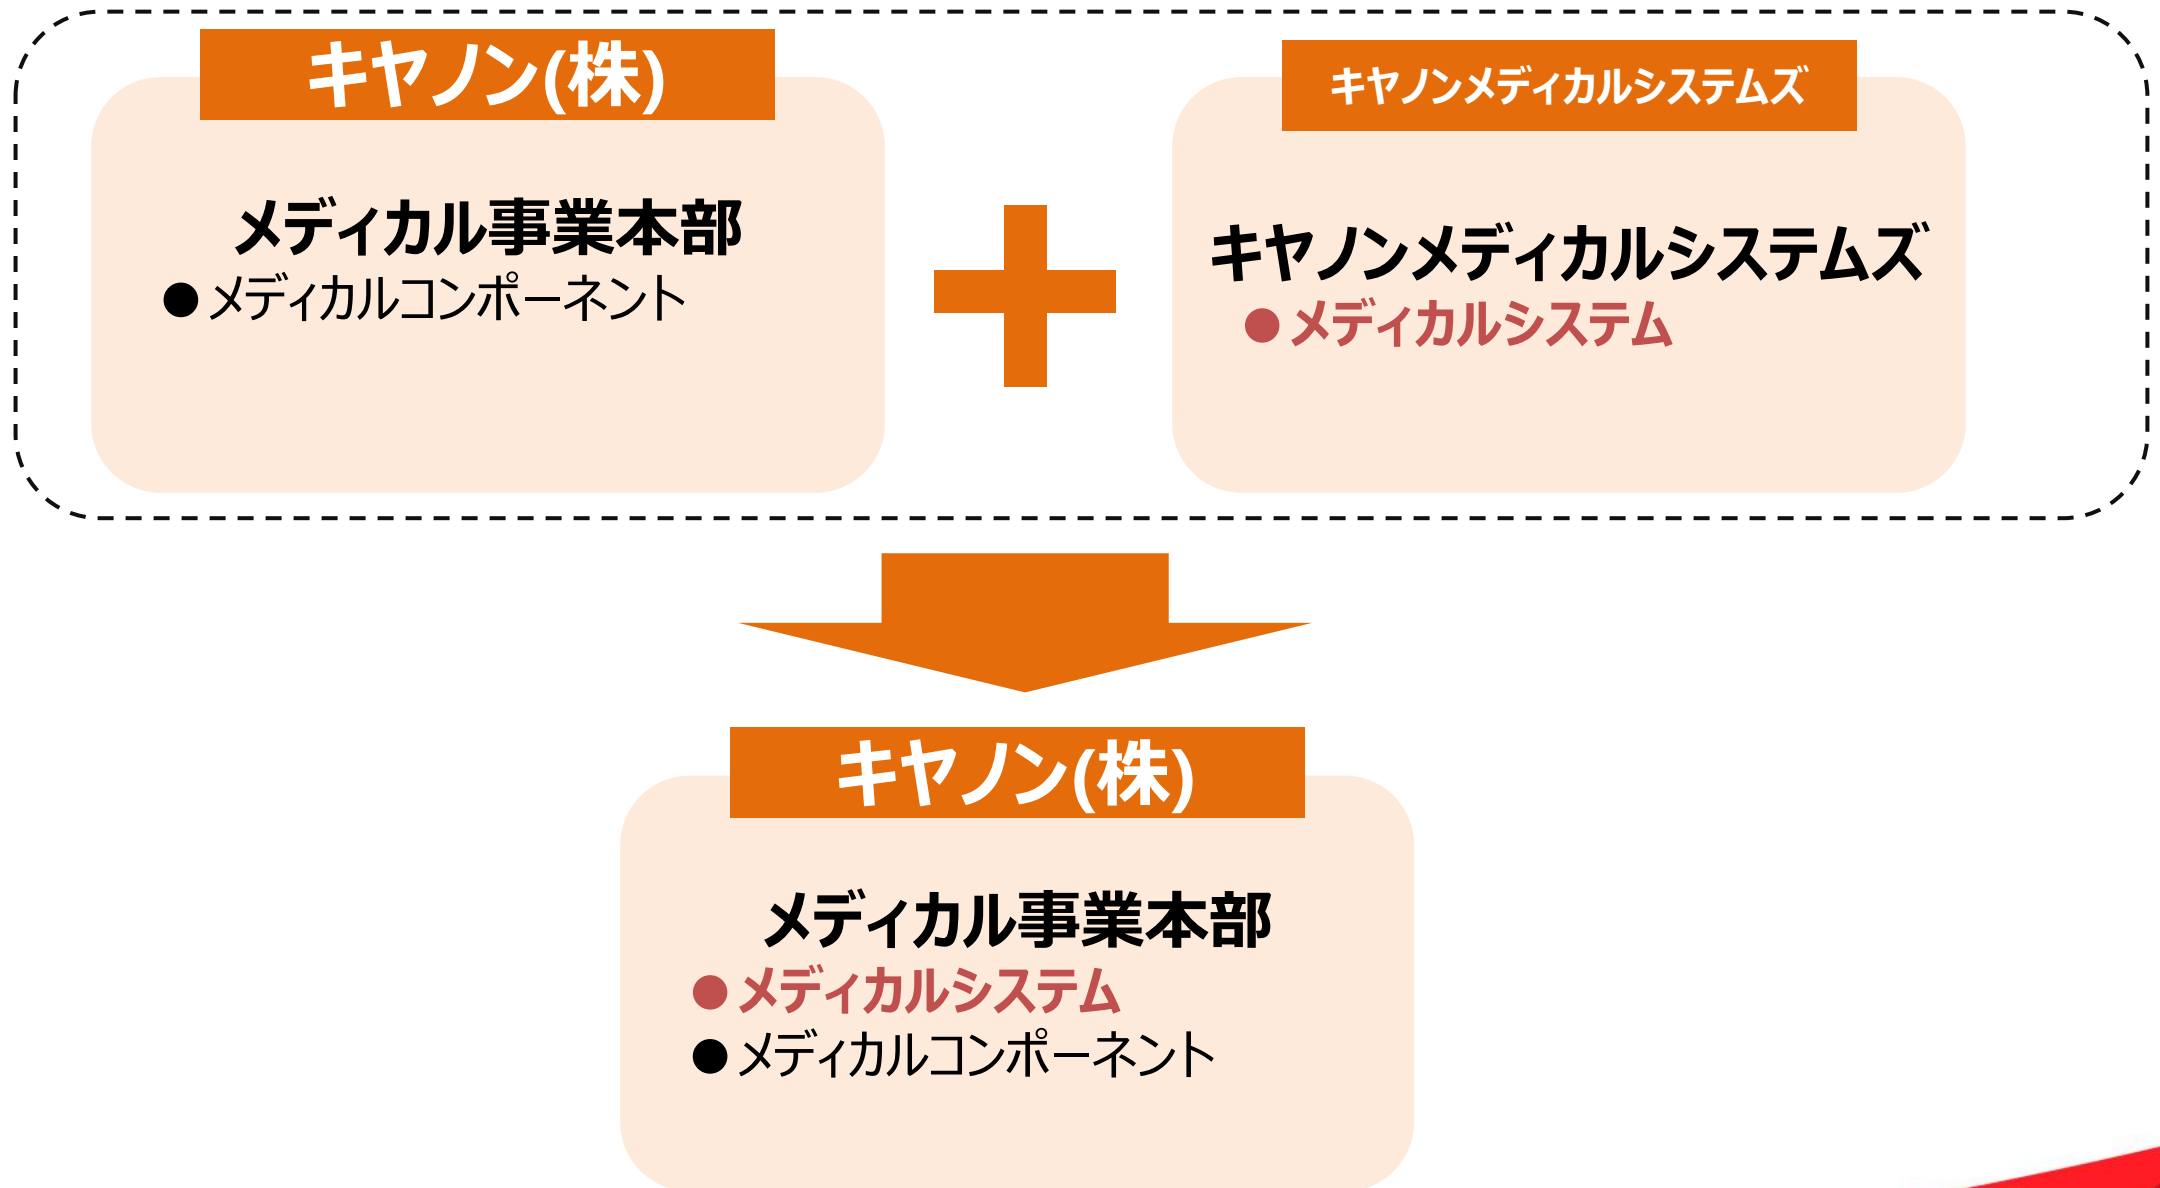 キヤノン(株)
メディカル事業本部
●メディカルコンポーネント
キヤノンメディカルシステムズ
キヤノンメディカルシステムズ
●メディカルシステム
キヤノン(株)
メディカル事業本部
●メディカルシステム
●メディカルコンポーネント